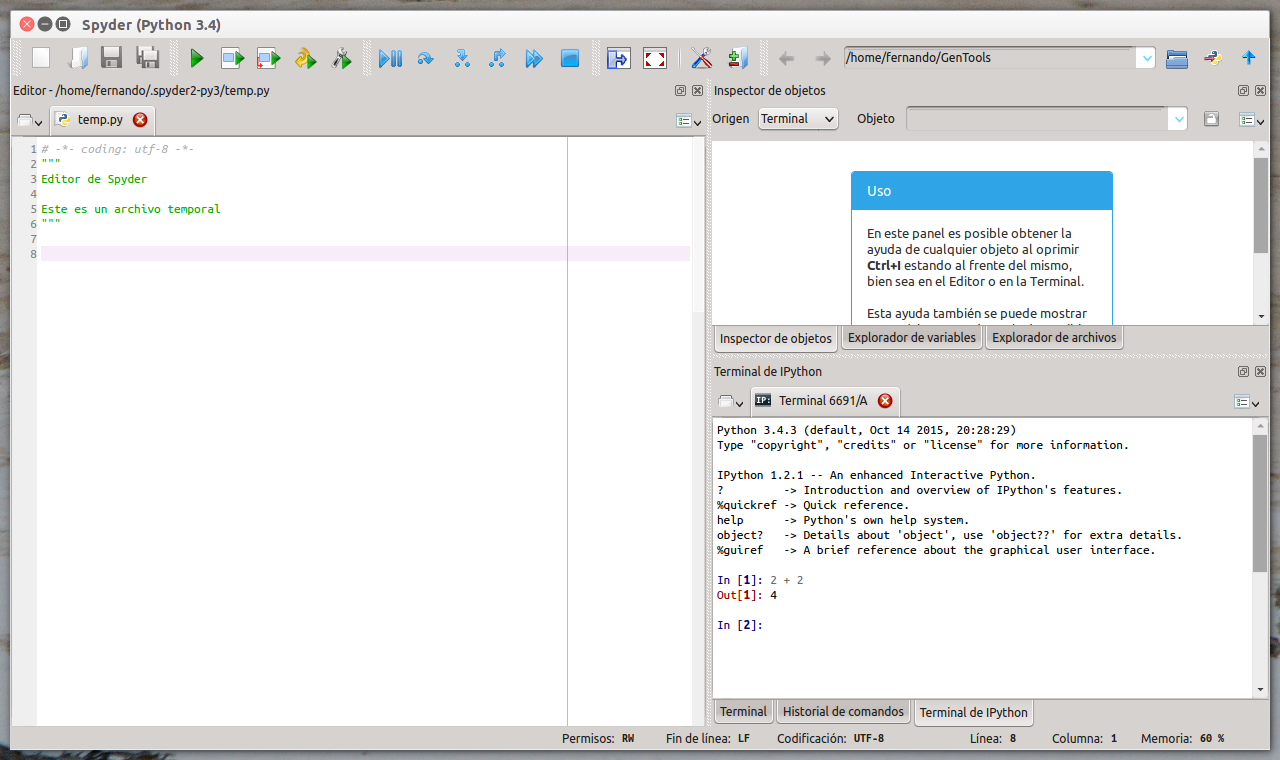 Spyder (Python 3.4)
/home/fernando/GenTools
Editor - /home/fernando/.spyder2-py3/temp.py
temp.py
1 # -*- coding: utf-8 -*-
2 """
3 Editor de Spyder
4
5 Este es un archivo temporal
6 """
7
8
Inspector de objetos
Origen Terminal Objeto
Uso
En este panel es posible obtener la
ayuda de cualquier objeto al oprimir
Ctrl+I estando al frente del mismo,
bien sea en el Editor o en la Terminal.
Esta ayuda también se puede mostrar
Inspector de objetos Explorador de variables Explorador de archivos
Terminal de IPython
IP: Terminal 6691/A
Python 3.4.3 (default, Oct 14 2015, 20:28:29)
Type "copyright", "credits" or "license" for more information.
IPython 1.2.1 -- An enhanced Interactive Python.
? -> Introduction and overview of IPython's features.
%quickref -> Quick reference.
help -> Python's own help system.
object? -> Details about 'object', use 'object??' for extra details.
%guiref -> A brief reference about the graphical user interface.
In [1]: 2 + 2
Out[1]: 4
In [2]:
Terminal Historial de comandos Terminal de IPython
Permisos: RW Fin de línea: LF Codificación: UTF-8 Línea: 8 Columna: 1 Memoria: 60 %